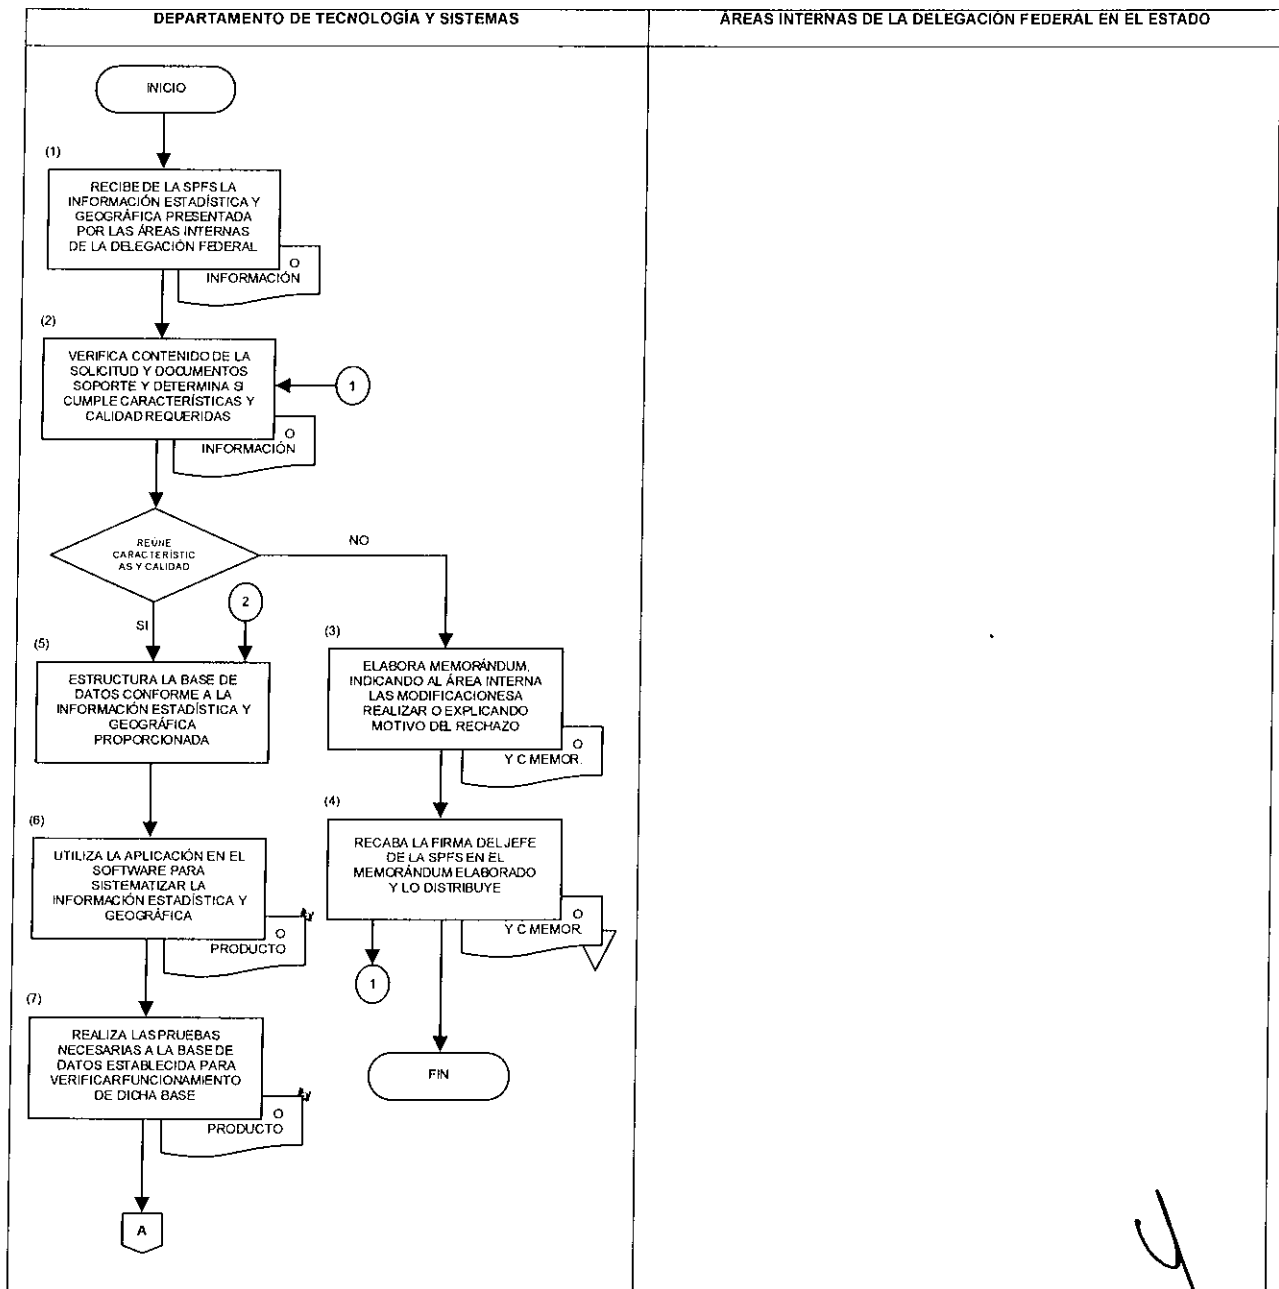 DEPARTAMENTO DE TECNOLOGÍA Y SISTEMAS
ÁREAS INTERNAS DE LA DELEGACIÓN FEDERAL EN EL ESTADO
INICIO
(1)
RECIBE DE LA SPFS LA
INFORMACIÓN ESTADÍSTICA Y
GEOGRÁFICA PRESENTADA
POR LAS ÁREAS INTERNAS
DE LA DELEGACIÓN FEDERAL
O
INFORMACIÓN
(2)
VERIFICA CONTENIDO DE LA
SOLICITUD Y DOCUMENTOS
SOPORTE Y DETERMINA SI
CUMPLE CARACTERÍSTICAS Y
CALIDAD REQUERIDAS
1
O
INFORMACIÓN
REÚNE
CARACTERÍSTIC
AS Y CALIDAD
NO
SI
2
(3)
ELABORA MEMORÁNDUM,
INDICANDO AL ÁREA INTERNA
LAS MODIFICACIONESA
REALIZAR O EXPLICANDO
MOTIVO DEL RECHAZO
O
Y C MEMOR.
(4)
RECABA LA FIRMA DEL JEFE
DE LA SPFS EN EL
MEMORÁNDUM ELABORADO
Y LO DISTRIBUYE
O
Y C MEMOR.
1
FIN
(5)
ESTRUCTURA LA BASE DE
DATOS CONFORME A LA
INFORMACIÓN ESTADÍSTICA Y
GEOGRÁFICA
PROPORCIONADA
(6)
UTILIZA LA APLICACIÓN EN EL
SOFTWARE PARA
SISTEMATIZAR LA
INFORMACIÓN ESTADÍSTICA Y
GEOGRÁFICA
O
PRODUCTO
(7)
REALIZA LAS PRUEBAS
NECESARIAS A LA BASE DE
DATOS ESTABLECIDA PARA
VERIFICAR FUNCIONAMIENTO
DE DICHA BASE
O
PRODUCTO
A